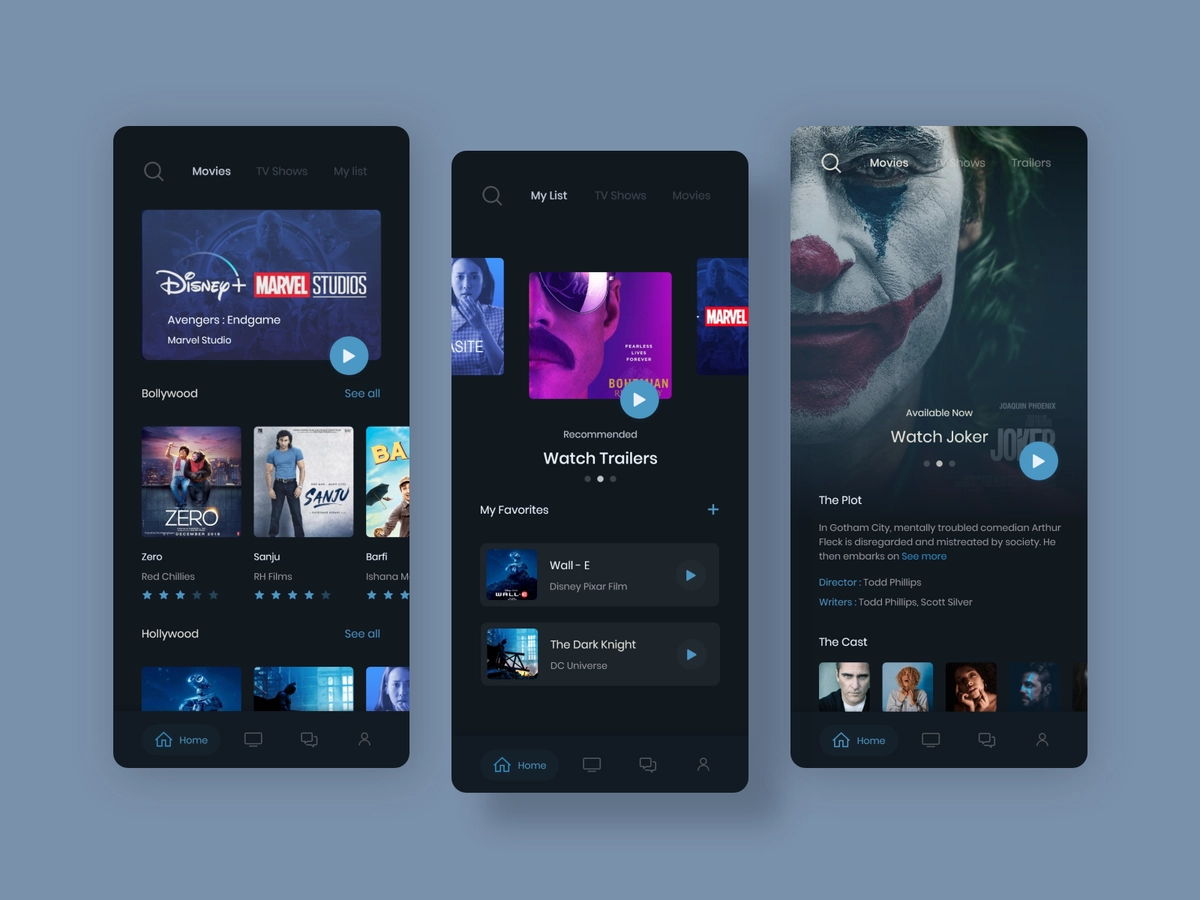 Movies
TV Shows
My list
Disney+
MARVEL STUDIOS
Avengers : Endgame
Marvel Studio
Bollywood
See all
ZERO
DECEMBER 2018
SANJU
BA
Zero
Sanju
Barfi
Red Chillies
RH Films
Ishana M
Hollywood
See all
Home
My List
TV Shows
Movies
ASITE
PEARLESS
LIVES
FOREVER
MARVEL
Recommended
Watch Trailers
My Favorites
+
WALL-E
Wall - E
Disney Pixar Film
The Dark Knight
DC Universe
Home
Movies
TV Shows
Trailers
JOAQUIN PHOENIX
JOKER
Available Now
Watch Joker
The Plot
In Gotham City, mentally troubled comedian Arthur
Fleck is disregarded and mistreated by society. He
then embarks on See more
Director : Todd Phillips
Writers : Todd Phillips, Scott Silver
The Cast
Home